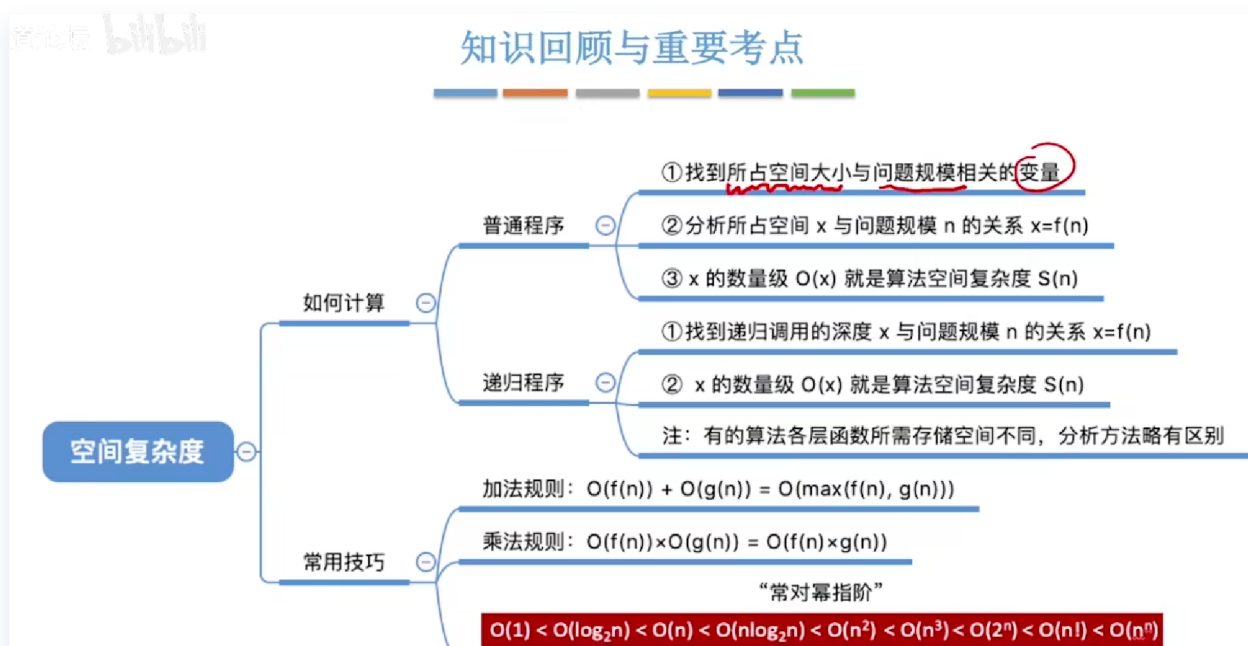 bilibili
知识回顾与重要考点
①找到所占空间大小与问题规模相关的变量
普通程序
②分析所占空间 x 与问题规模 n 的关系 x=f(n)
③ x 的数量级 O(x) 就是算法空间复杂度 S(n)
如何计算
①找到递归调用的深度 x 与问题规模 n 的关系 x=f(n)
递归程序
② x 的数量级 O(x) 就是算法空间复杂度 S(n)
注：有的算法各层函数所需存储空间不同，分析方法略有区别
空间复杂度
加法规则：O(f(n)) + O(g(n)) = O(max(f(n), g(n)))
乘法规则：O(f(n))×O(g(n)) = O(f(n)×g(n))
常用技巧
“常对幂指阶”
O(1) < O(log₂n) < O(n) < O(nlog₂n) < O(n²) < O(n³) < O(2ⁿ) < O(n!) < O(nⁿ)